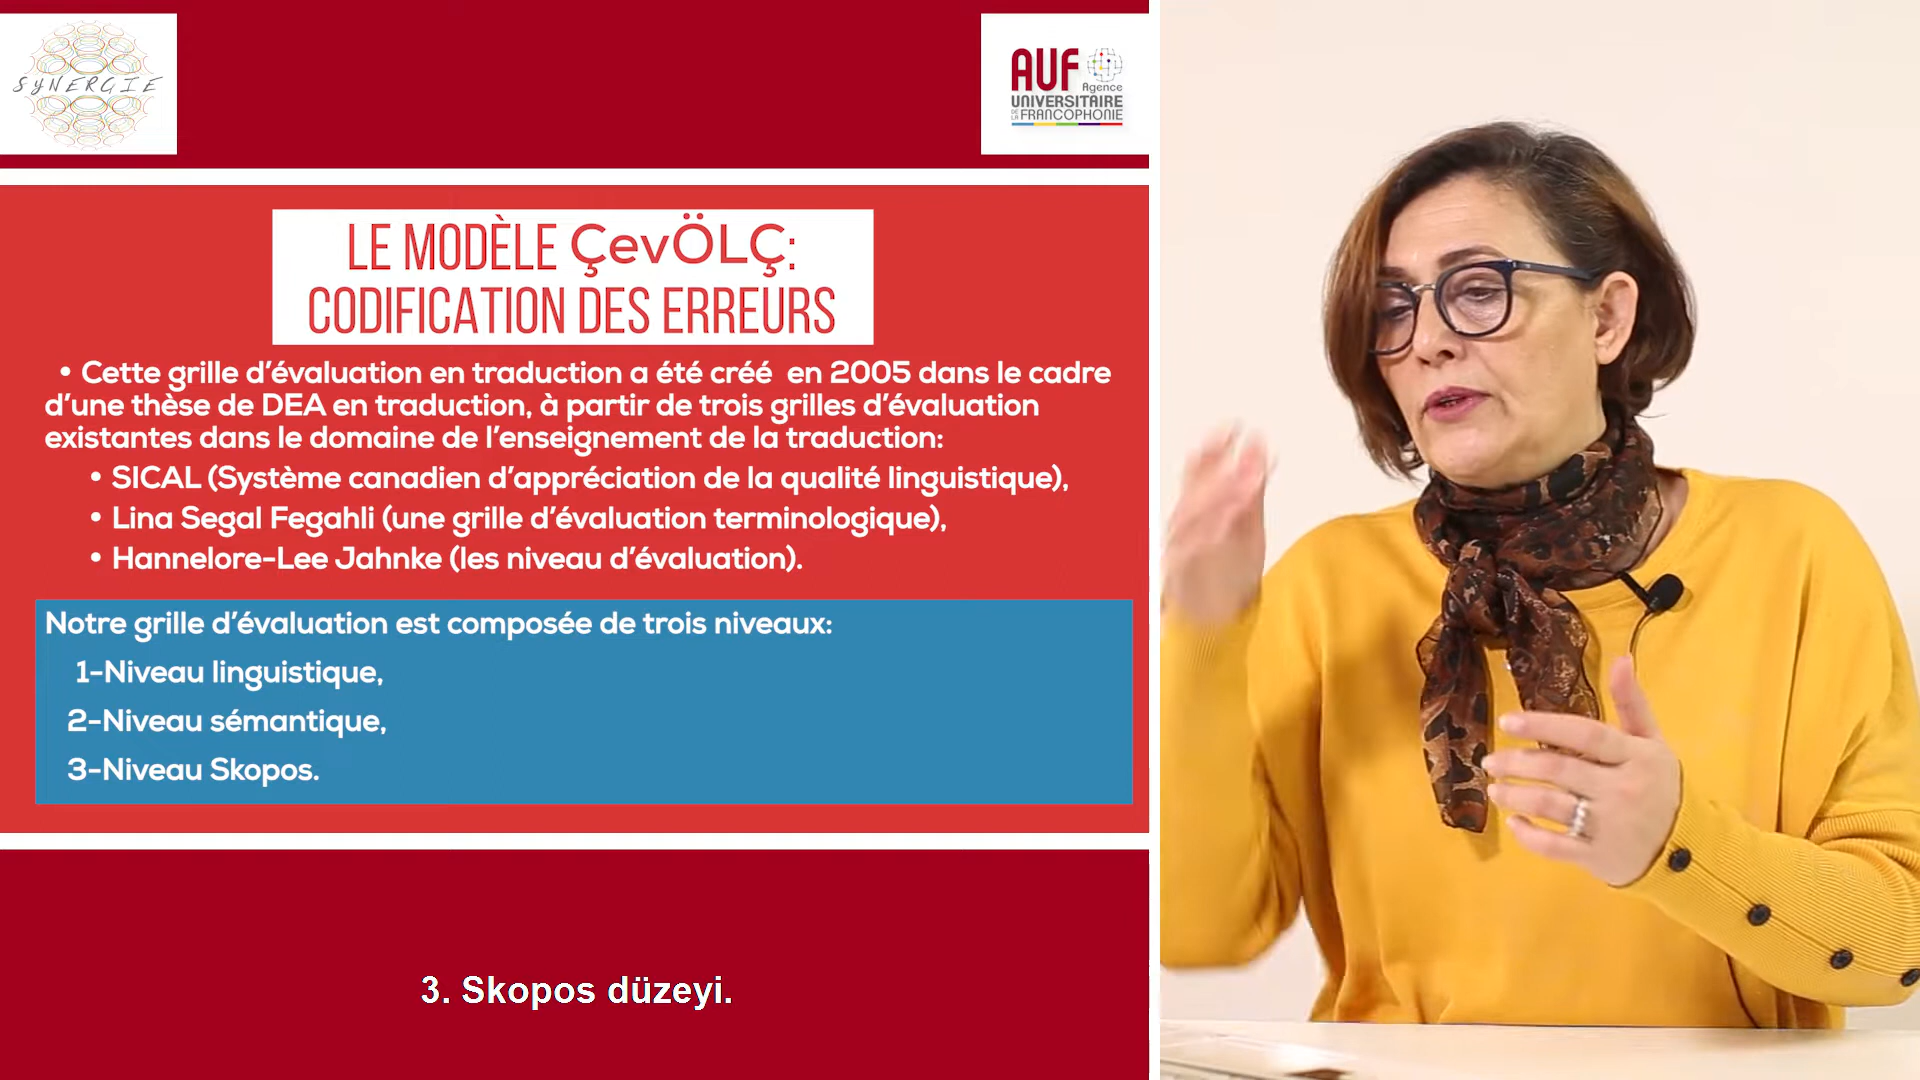 SYNERGIE
AUF
Agence
UNIVERSITAIRE
DE LA FRANCOPHONIE
LE MODÈLE ÇevÖLÇ:
CODIFICATION DES ERREURS
• Cette grille d'évaluation en traduction a été créé en 2005 dans le cadre
d'une thèse de DEA en traduction, à partir de trois grilles d'évaluation
existantes dans le domaine de l'enseignement de la traduction:
• SICAL (Système canadien d'appréciation de la qualité linguistique),
• Lina Segal Fegahli (une grille d'évaluation terminologique),
• Hannelore-Lee Jahnke (les niveau d'évaluation).
Notre grille d'évaluation est composée de trois niveaux:
1-Niveau linguistique,
2-Niveau sémantique,
3-Niveau Skopos.
3. Skopos düzeyi.